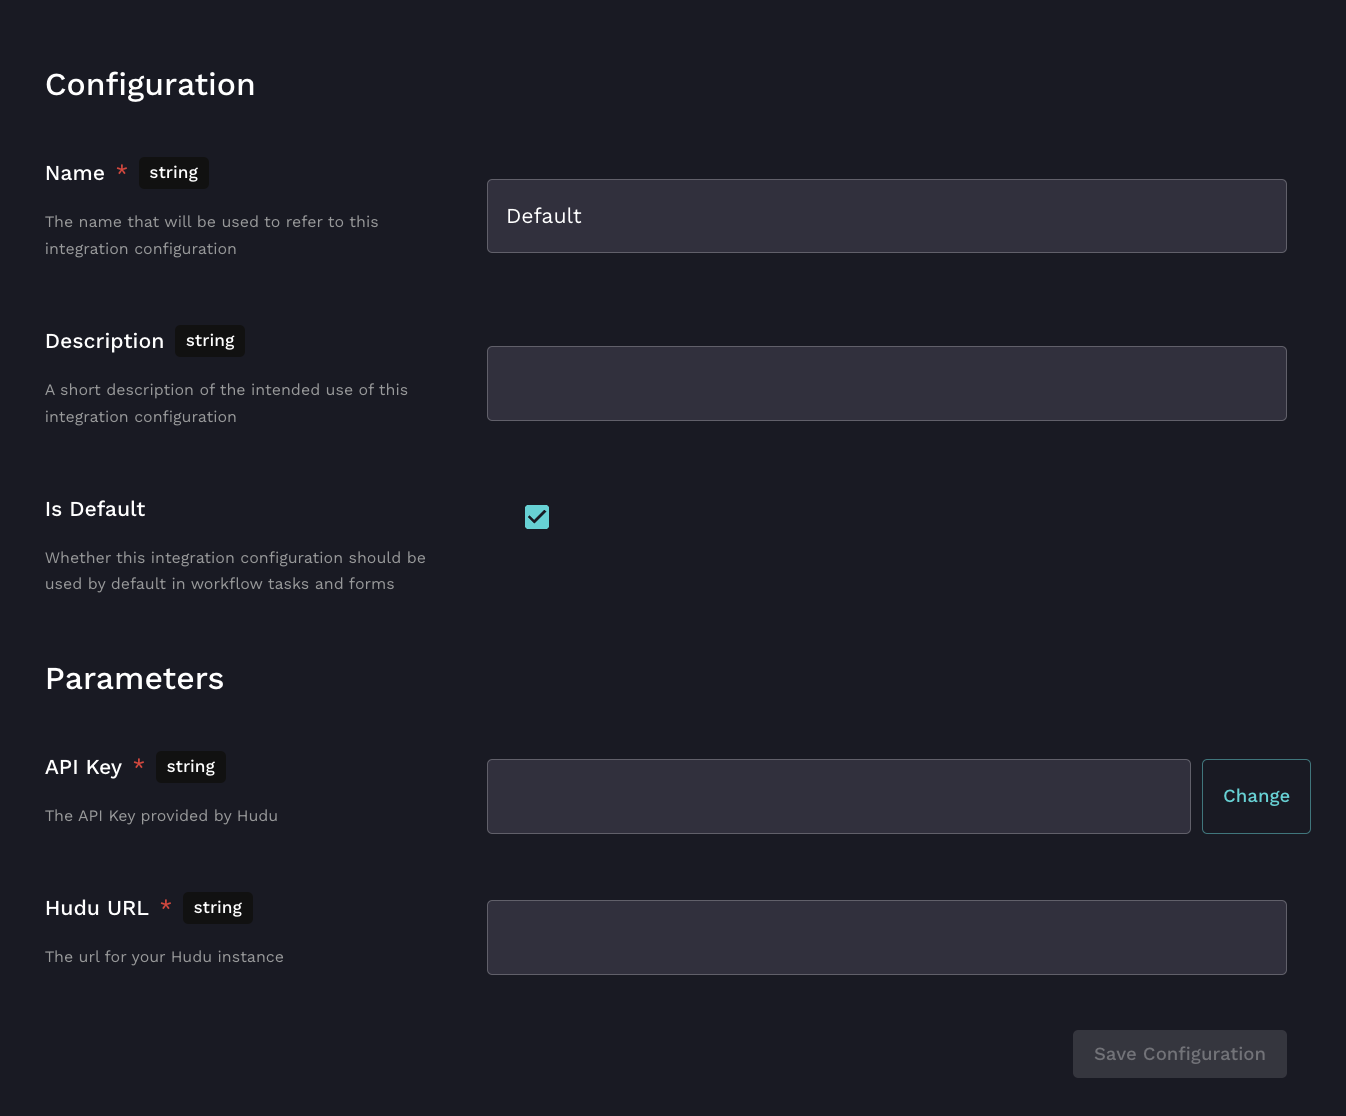 Configuration
Name * string
The name that will be used to refer to this
integration configuration
Default
Description string
A short description of the intended use of this
integration configuration
Is Default
Whether this integration configuration should be
used by default in workflow tasks and forms
Parameters
API Key * string
The API Key provided by Hudu
Change
Hudu URL * string
The url for your Hudu instance
Save Configuration